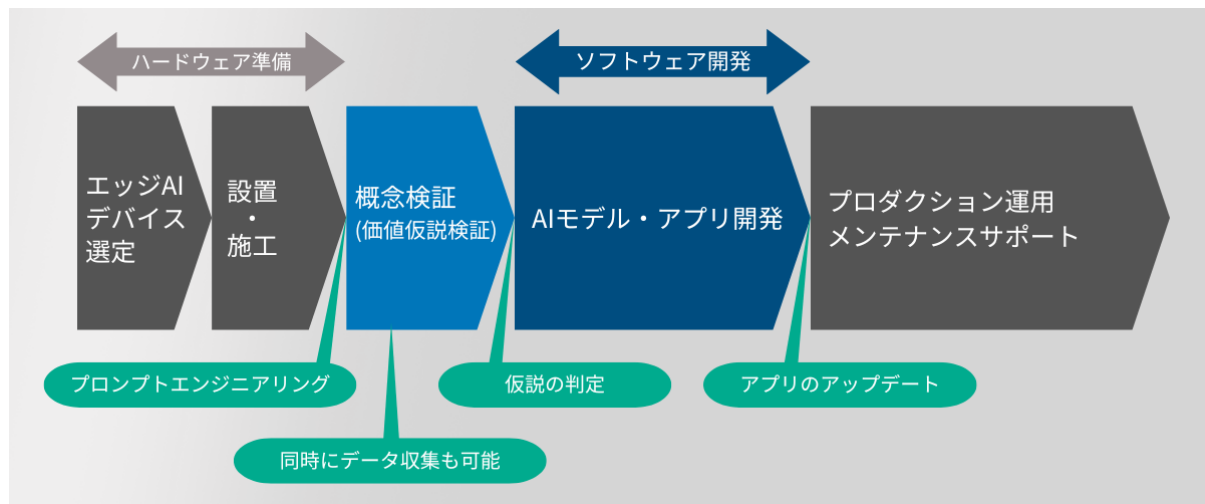 ハードウェア準備
ソフトウェア開発
エッジAI
デバイス
選定
設置
・
施工
概念検証
(価値仮説検証)
AIモデル・アプリ開発
プロダクション運用
メンテナンスサポート
プロンプトエンジニアリング
仮説の判定
アプリのアップデート
同時にデータ収集も可能